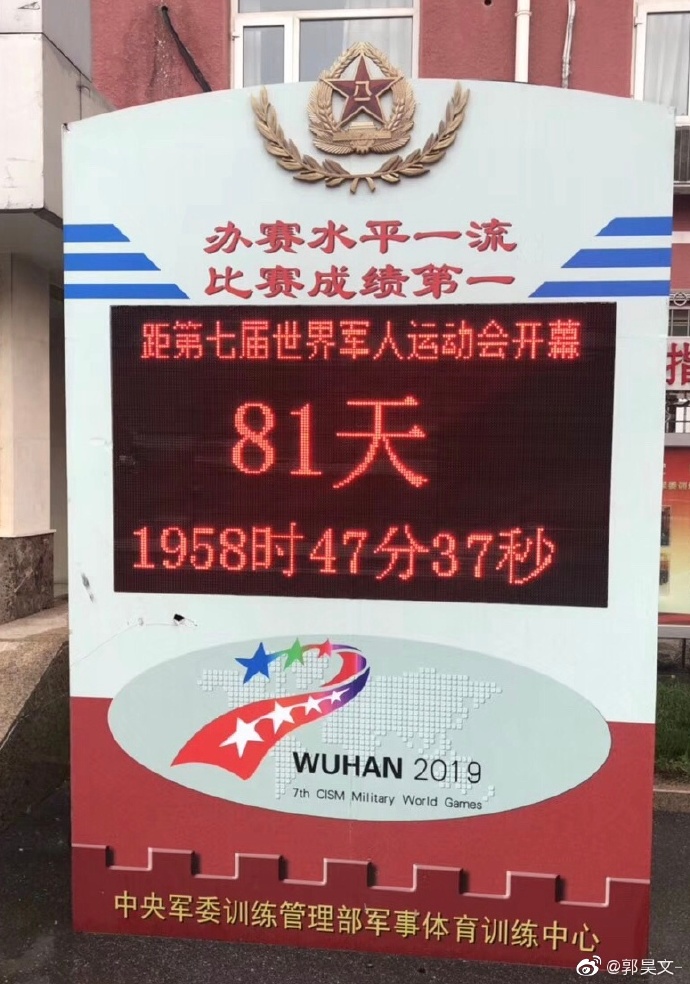 办赛水平一流
比赛成绩第一
距第七届世界军人运动会开幕
81天
1958时47分37秒
WUHAN 2019
7th CISM Military World Games
中央军委训练管理部军事体育训练中心
指
@郭昊文-